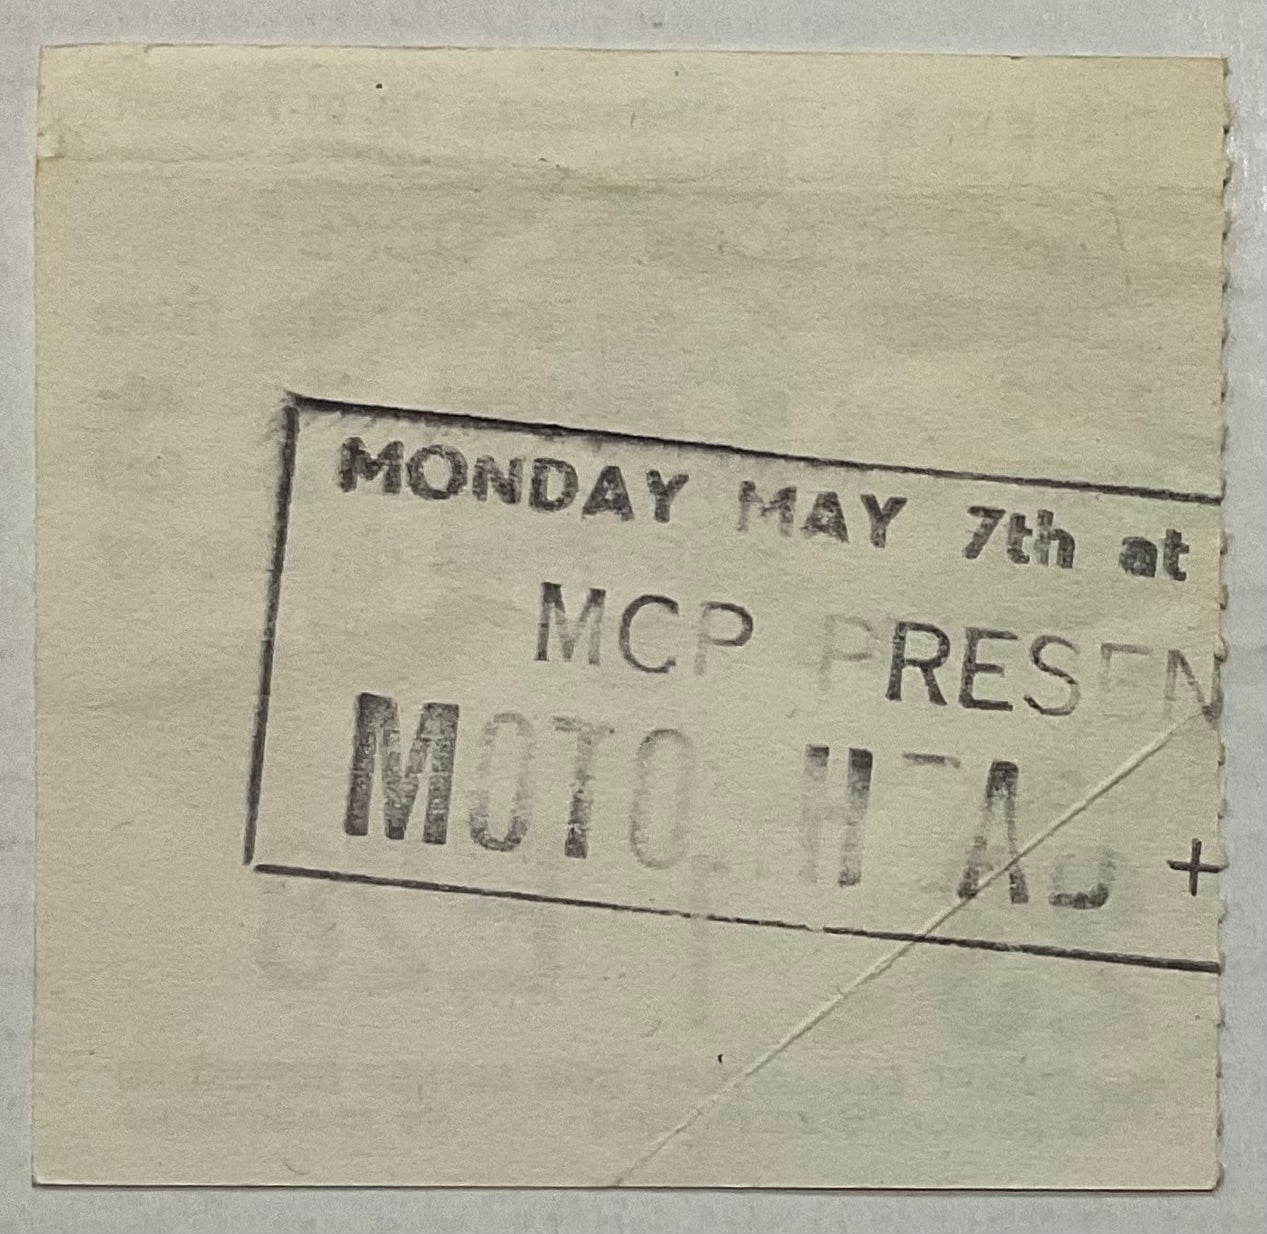 MONDAY MAY 7th at
MCP PRESEN
MOTO HEAD +